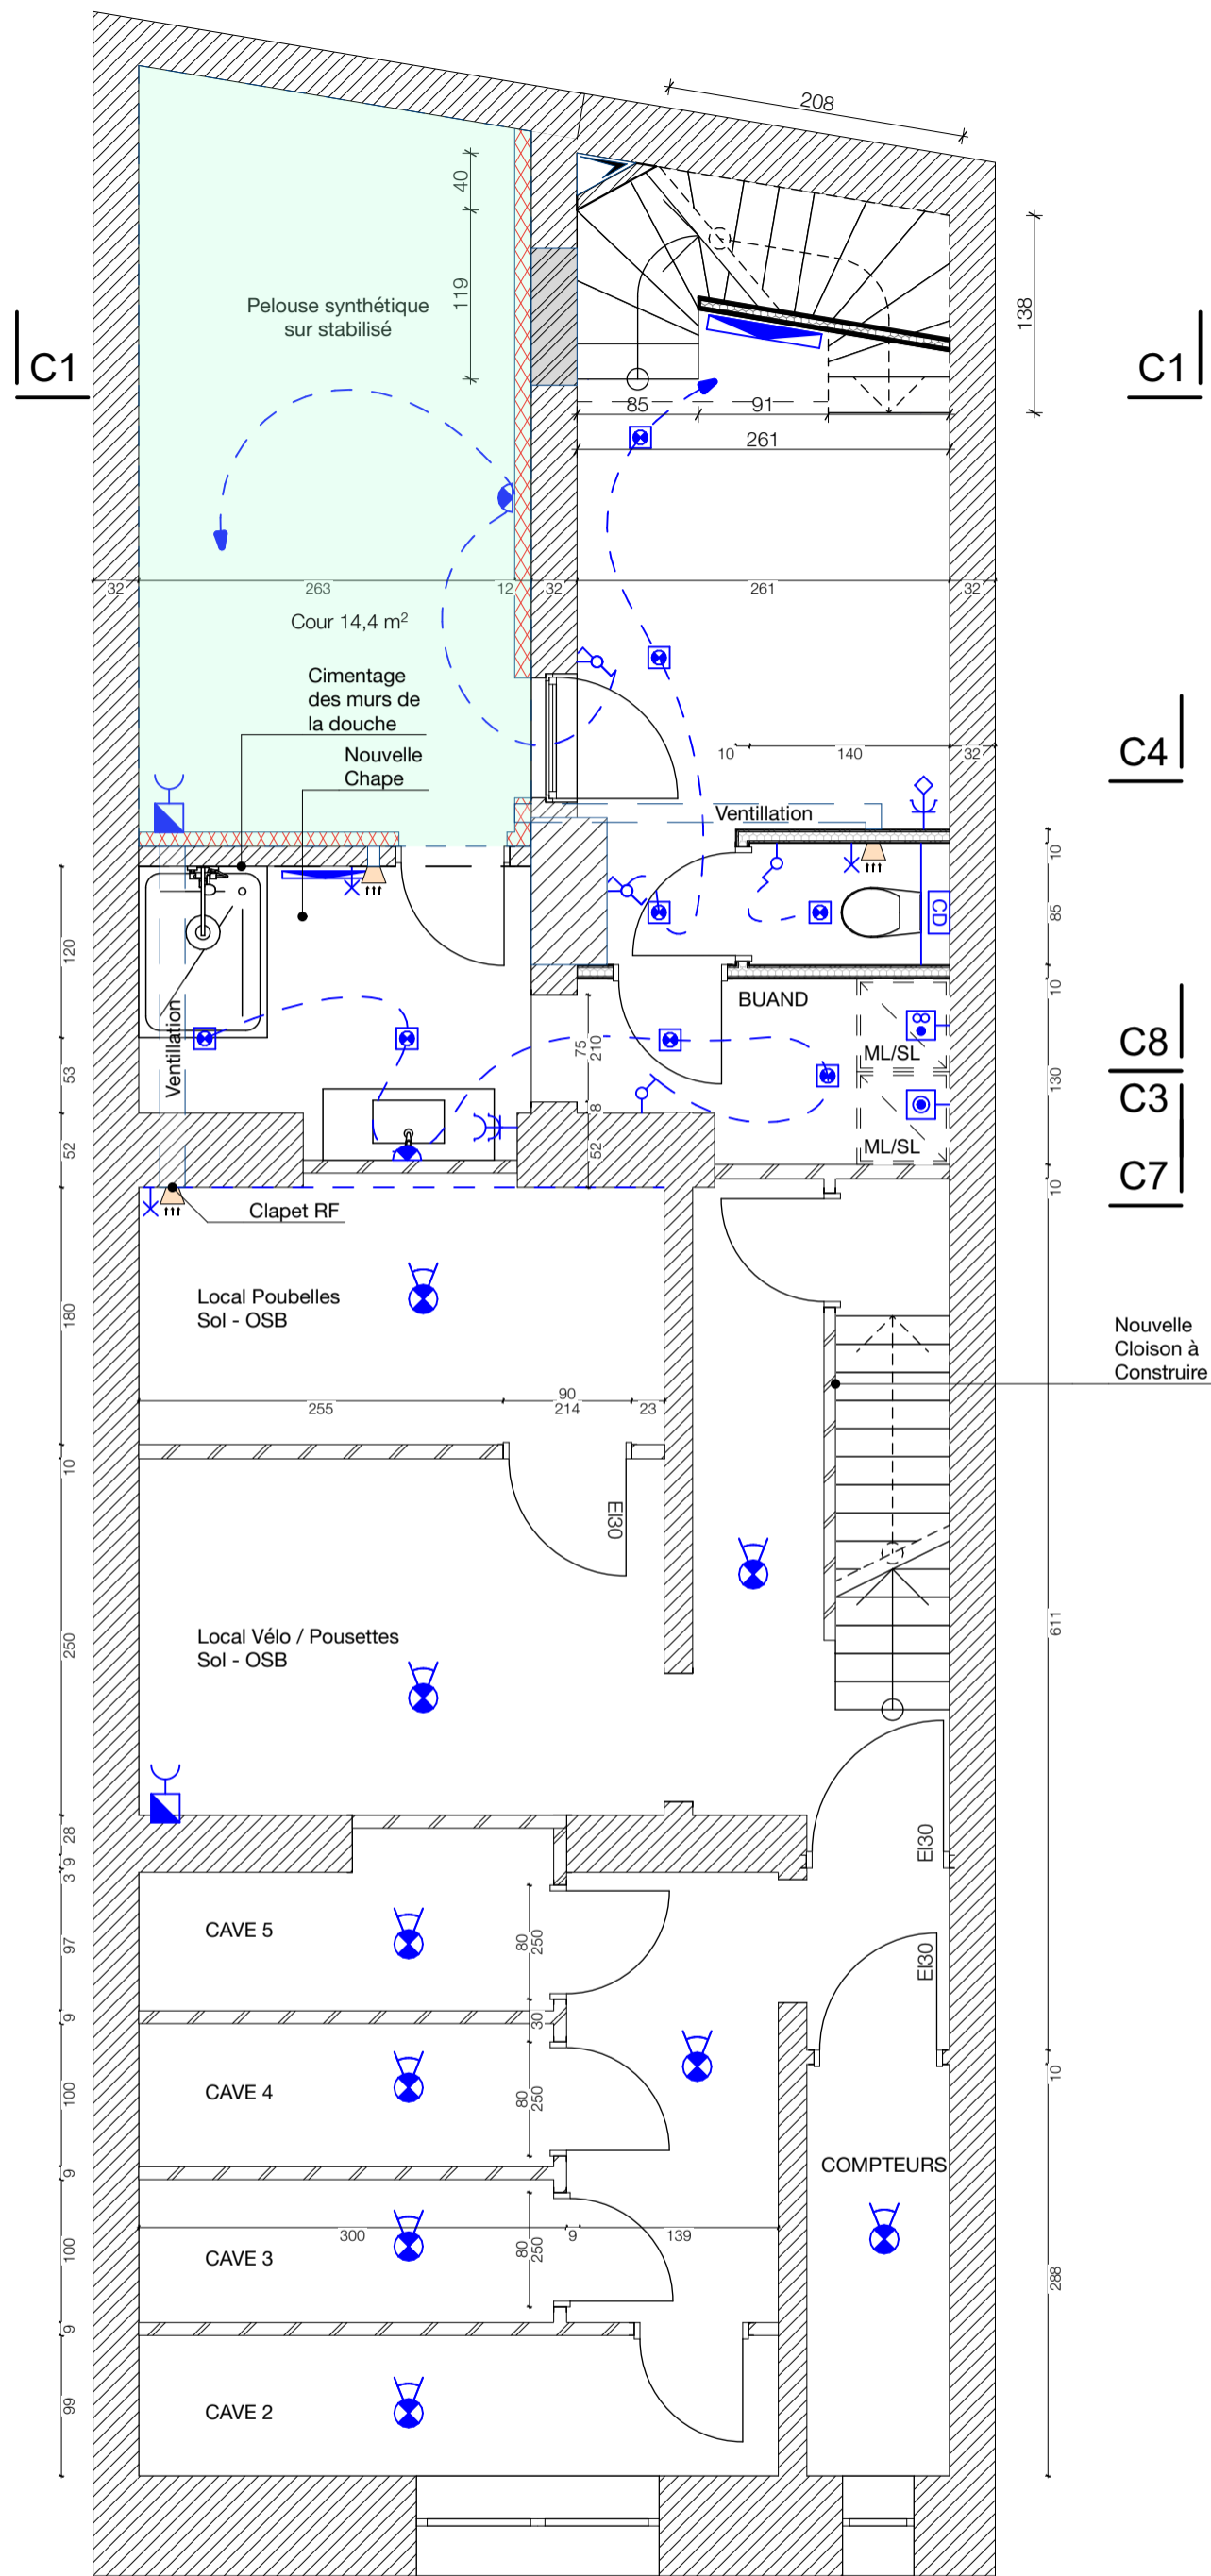 208
40
119
138
Pelouse synthétique
sur stabilisé
C1
C1
85
91
261
32
263
12
32
261
32
Cour 14,4 m²
Cimentage
des murs de
la douche
Nouvelle
Chape
10
140
32
C4
Ventillation
10
85
10
CD
120
53
52
Ventillation
BUAND
75
210
8
52
ML/SL
ML/SL
130
10
C8
C3
C7
Clapet RF
Local Poubelles
Sol - OSB
180
Nouvelle
Cloison à
Construire
255
90
214
23
10
EI30
Local Vélo / Pousettes
Sol - OSB
250
611
28
9
3
EI30
EI30
CAVE 5
97
80
250
9
30
CAVE 4
100
80
250
10
9
COMPTEURS
300
9
139
CAVE 3
100
80
250
288
9
CAVE 2
99